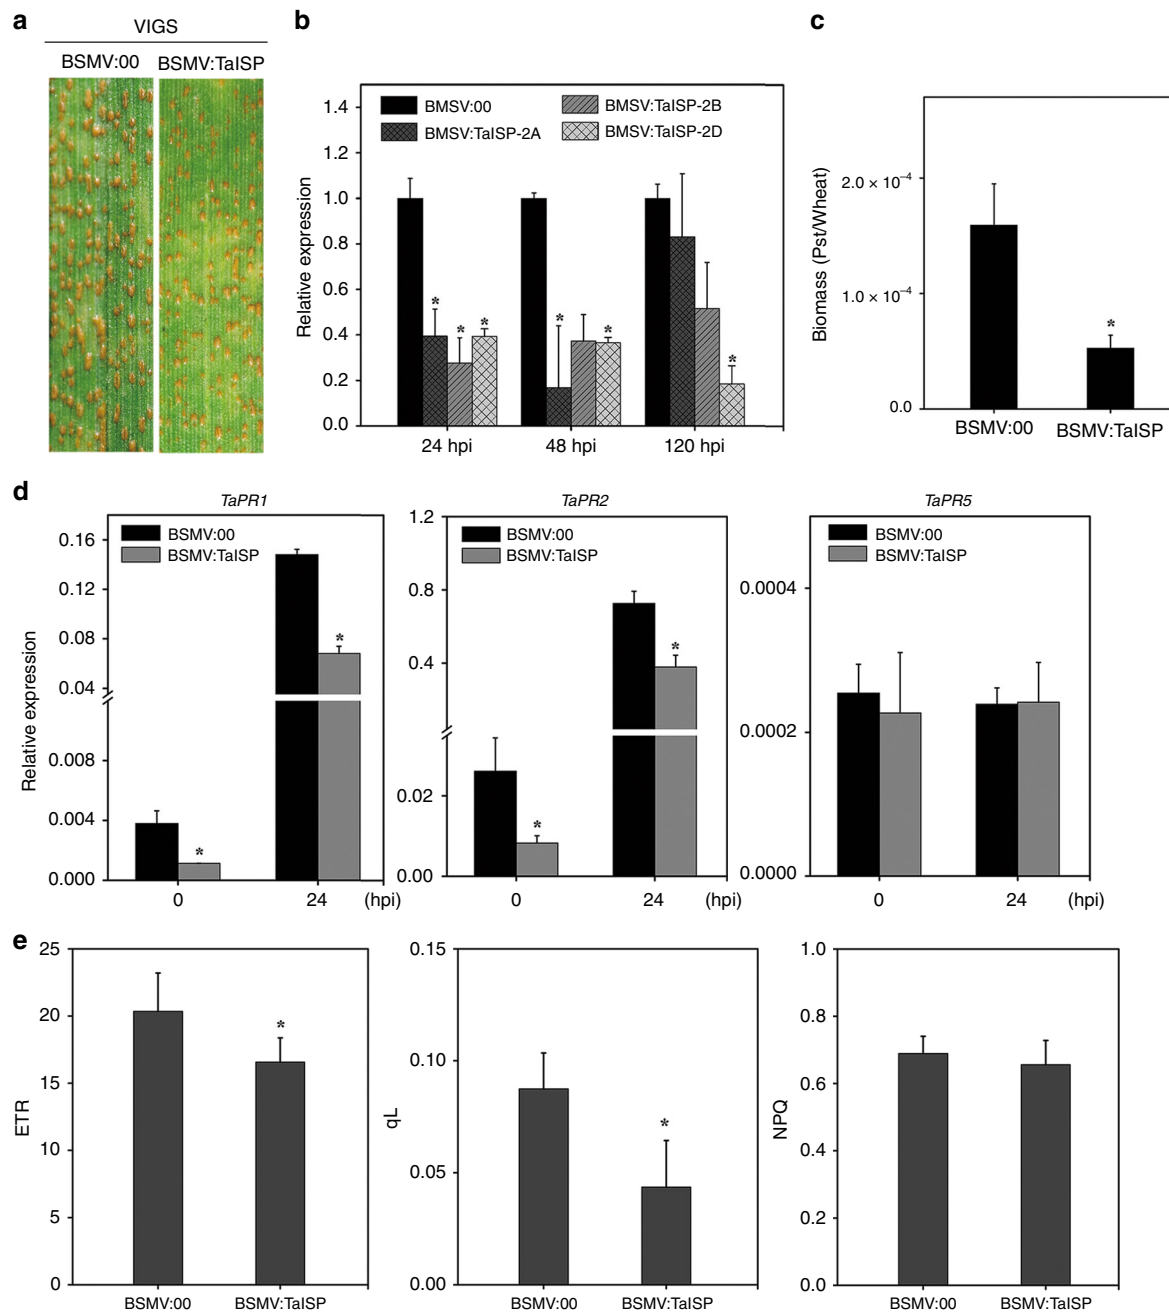 a
VIGS
BSMV:00 BSMV:TaISP
b
Relative expression
1.4
1.2
1.0
0.8
0.6
0.4
0.2
0.0
BMSV:00
BMSV:TaISP-2A
BMSV:TaISP-2B
BMSV:TaISP-2D
* * *
* *
*
24 hpi 48 hpi 120 hpi
c
Biomass (Pst/Wheat)
2.0 × 10⁻⁴
1.0 × 10⁻⁴
0.0
*
BSMV:00 BSMV:TaISP
d
Relative expression
TaPR1
BSMV:00
BSMV:TaISP
0.16
0.12
0.08
0.04
0.008
0.004
0.000
*
*
0 24 (hpi)
TaPR2
BSMV:00
BSMV:TaISP
1.2
0.8
0.4
0.02
0.00
*
*
0 24 (hpi)
TaPR5
BSMV:00
BSMV:TaISP
0.0004
0.0002
0.0000
0 24 (hpi)
e
ETR
25
20
15
10
5
0
*
BSMV:00 BSMV:TaISP
qL
0.15
0.10
0.05
0.00
*
BSMV:00 BSMV:TaISP
NPQ
1.0
0.8
0.6
0.4
0.2
0.0
BSMV:00 BSMV:TaISP